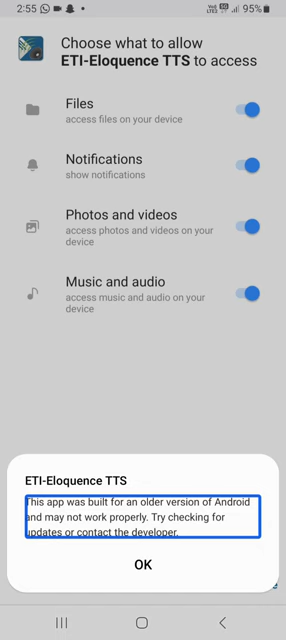 2:55
VoLTE2 5G 95%
Choose what to allow
ETI-Eloquence TTS to access
Files
access files on your device
Notifications
show notifications
Photos and videos
access photos and videos on your
device
Music and audio
access music and audio on your
device
ETI-Eloquence TTS
This app was built for an older version of Android
and may not work properly. Try checking for
updates or contact the developer.
OK